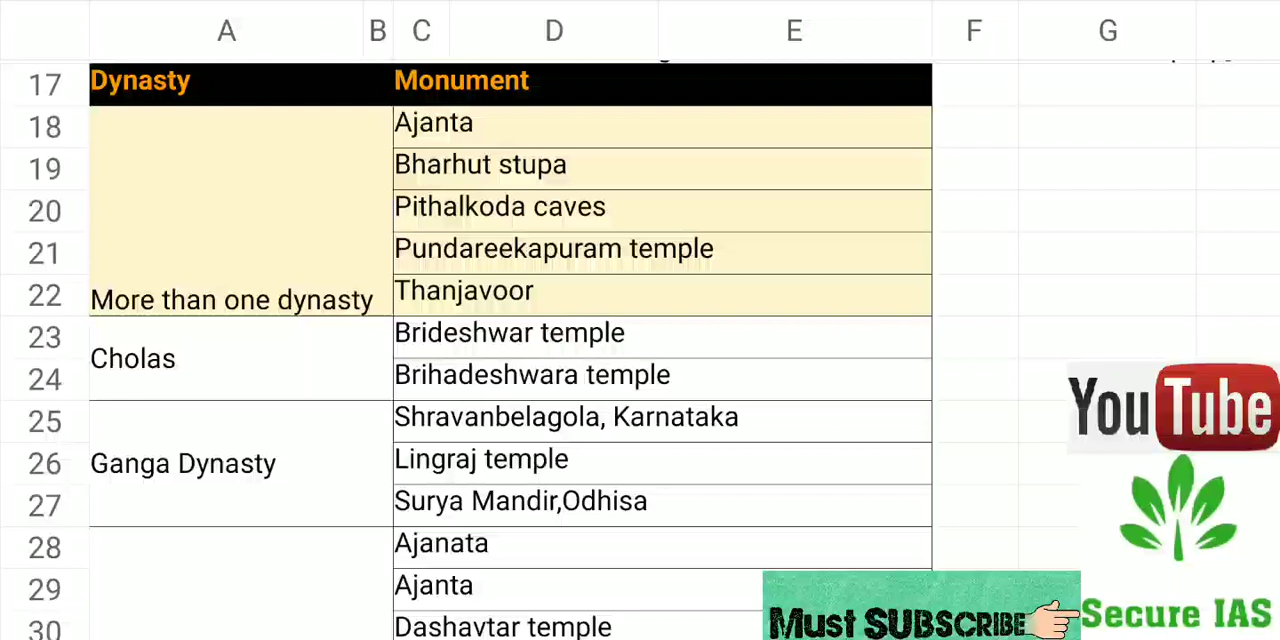 A B C D E F G
17 Dynasty Monument
18 Ajanta
19 Bharhut stupa
20 Pithalkoda caves
21 Pundareekapuram temple
22 More than one dynasty Thanjavoor
23 Brideshwar temple
Cholas
24 Brihadeshwara temple
25 Shravanbelagola, Karnataka
26 Ganga Dynasty Lingraj temple
27 Surya Mandir,Odhisa
28 Ajanata
29 Ajanta
30 Dashavtar temple
YouTube
Must SUBSCRIBE
Secure IAS